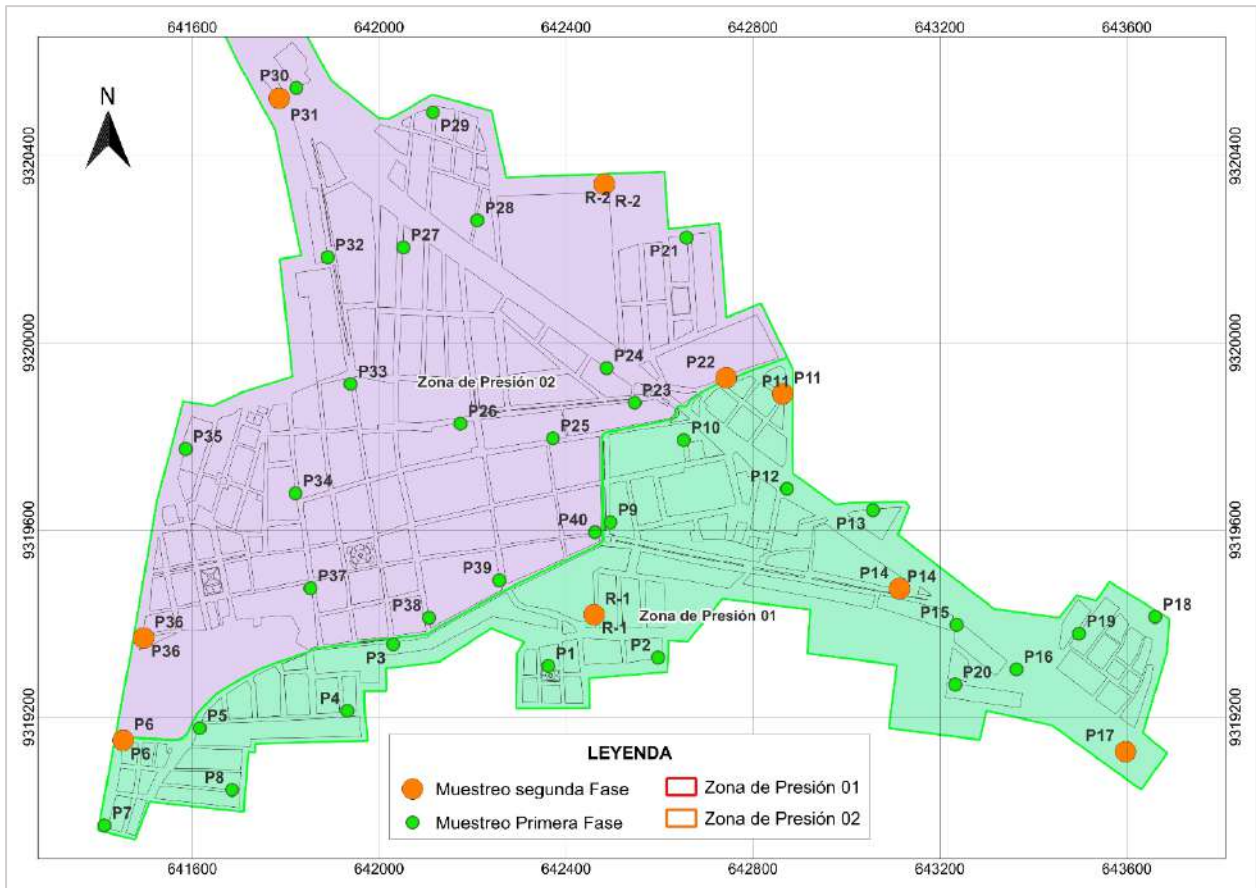 641600 642000 642400 642800 643200 643600
N
P30
P31
P29
9320400
9320400
R-2 R-2
P28
P27
P32
P21
9320000
9320000
P24
P22
P33
Zona de Presión 02
P11 P11
P23
P26
P25
P10
P35
P12
P34
P13
9319600
9319600
P40 P9
P39
P37
P14 P14
P38
R-1
R-1
Zona de Presión 01
P15
P18
P19
P36
P36
P3
P1
P2
P16
P20
P4
9319200
9319200
P5
P6
P6
P17
P8
P7
LEYENDA
Muestreo segunda Fase
Zona de Presión 01
Muestreo Primera Fase
Zona de Presión 02
641600 642000 642400 642800 643200 643600